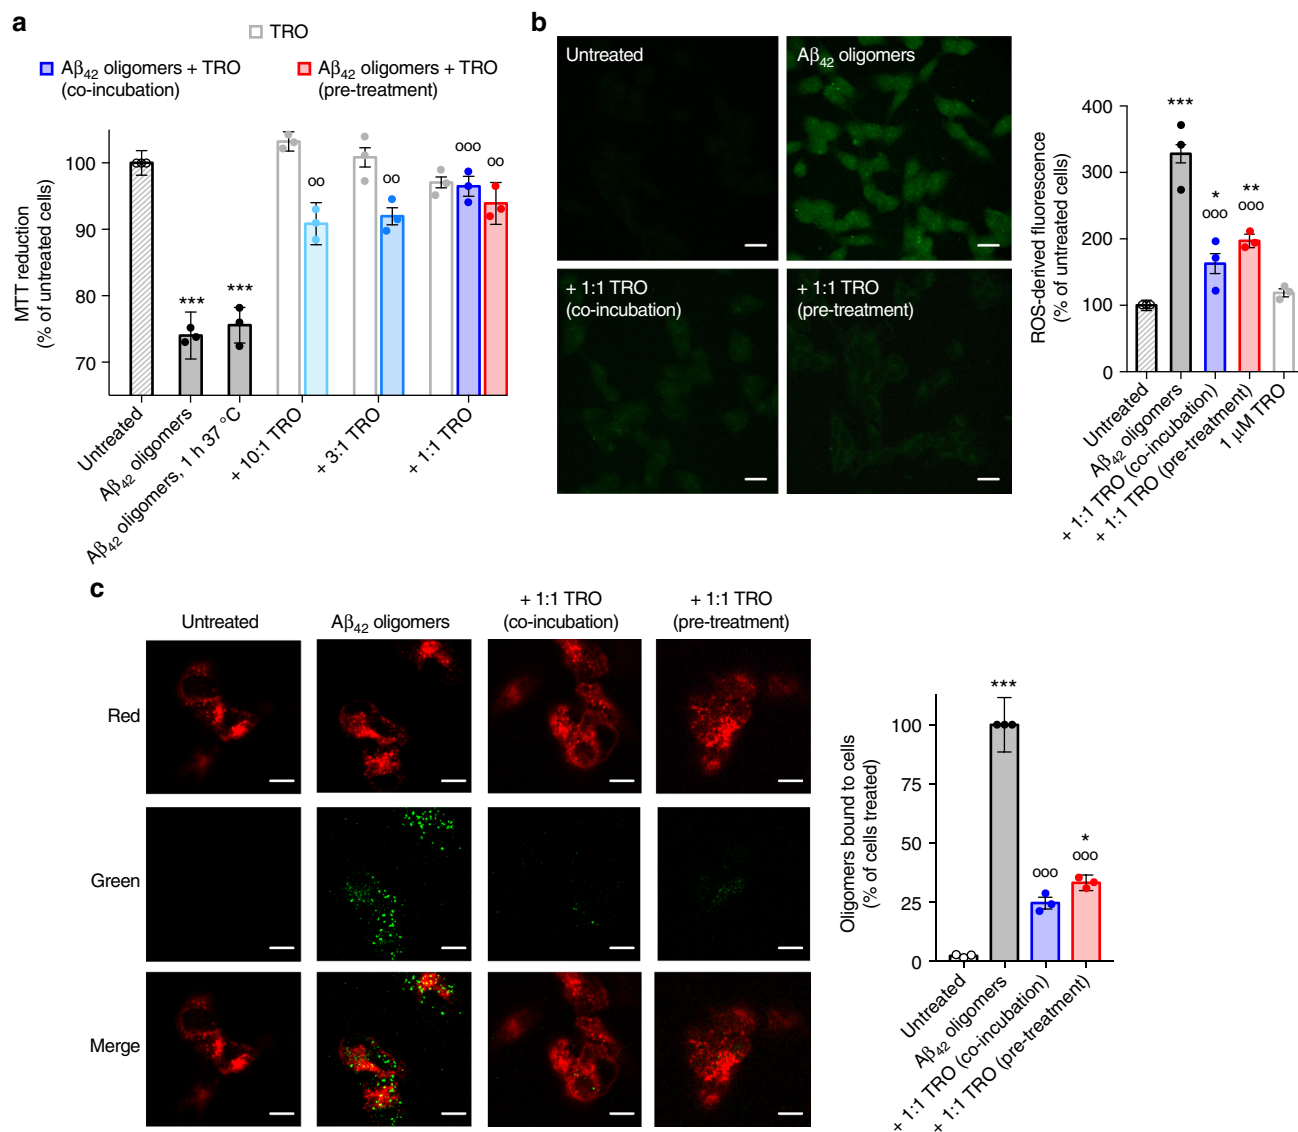 a
TRO
Aβ42 oligomers + TRO
(co-incubation)
Aβ42 oligomers + TRO
(pre-treatment)
MTT reduction
(% of untreated cells)
100
90
80
70
***
***
oo
oo
ooo
oo
Untreated
Aβ42 oligomers
Aβ42 oligomers, 1 h 37 °C
+ 10:1 TRO
+ 3:1 TRO
+ 1:1 TRO
b
Untreated
Aβ42 oligomers
+ 1:1 TRO
(co-incubation)
+ 1:1 TRO
(pre-treatment)
ROS-derived fluorescence
(% of untreated cells)
400
300
200
100
0
***
*
ooo
**
ooo
Untreated
Aβ42 oligomers
+ 1:1 TRO (co-incubation)
+ 1:1 TRO (pre-treatment)
1 μM TRO
c
Untreated
Aβ42 oligomers
+ 1:1 TRO
(co-incubation)
+ 1:1 TRO
(pre-treatment)
Red
Green
Merge
Oligomers bound to cells
(% of cells treated)
100
75
50
25
0
***
ooo
*
ooo
Untreated
Aβ42 oligomers
+ 1:1 TRO (co-incubation)
+ 1:1 TRO (pre-treatment)